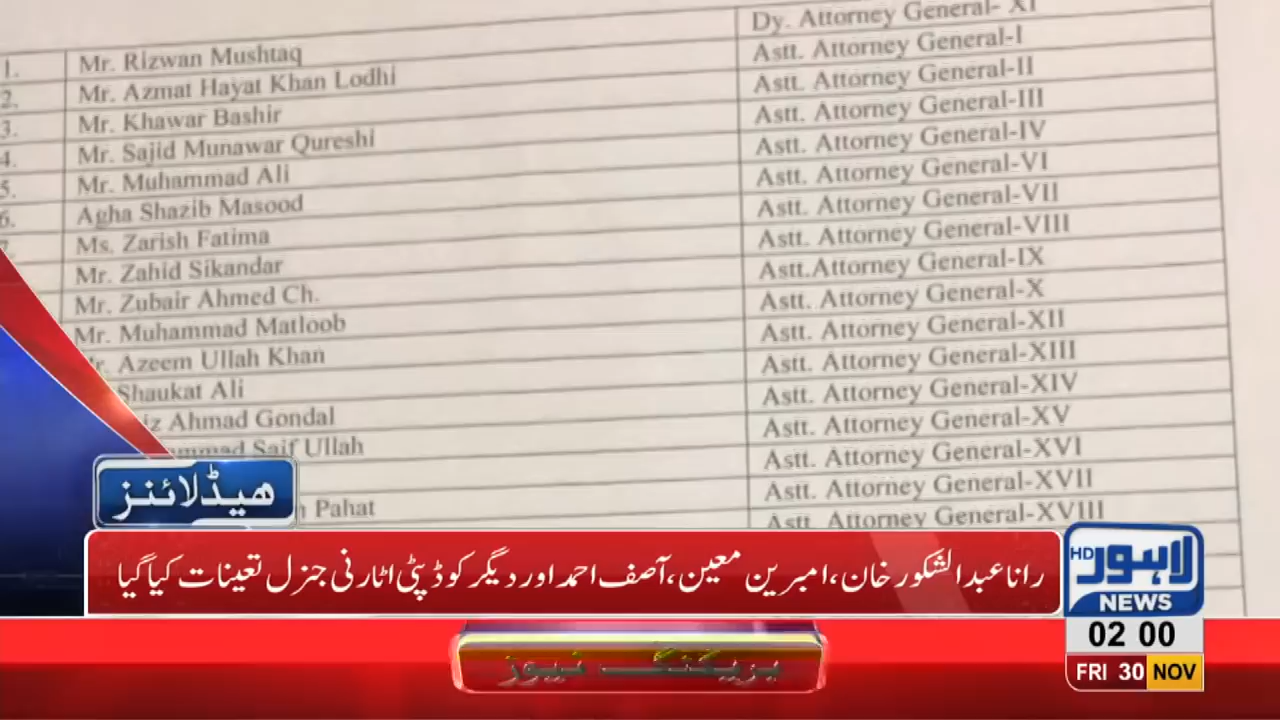 Dy. Attorney General- XI
1. Mr. Rizwan Mushtaq Astt. Attorney General-I
2. Mr. Azmat Hayat Khan Lodhi Astt. Attorney General-II
3. Mr. Khawar Bashir Astt. Attorney General-III
4. Mr. Sajid Munawar Qureshi Astt. Attorney General-IV
5. Mr. Muhammad Ali Astt. Attorney General-VI
6. Agha Shazib Masood Astt. Attorney General-VII
7. Ms. Zarish Fatima Astt. Attorney General-VIII
Mr. Zahid Sikandar Astt.Attorney General-IX
Mr. Zubair Ahmed Ch. Astt. Attorney General-X
Mr. Muhammad Matloob Astt. Attorney General-XII
Azeem Ullah Khan Astt. Attorney General-XIII
Shaukat Ali Astt. Attorney General-XIV
Ahmad Gondal Astt. Attorney General-XV
Saif Ullah Astt. Attorney General-XVI
Astt. Attorney General-XVII
Pahat Astt. Attorney General-XVIII
ھیڈلائنز
رانا عبدالشکور خان، امبرین معین، آصف احمد اور دیگر کو ڈپٹی اٹارنی جنرل تعینات کیا گیا
لاہور HD
NEWS
02 00
FRI 30 NOV
بریکنگ نیوز